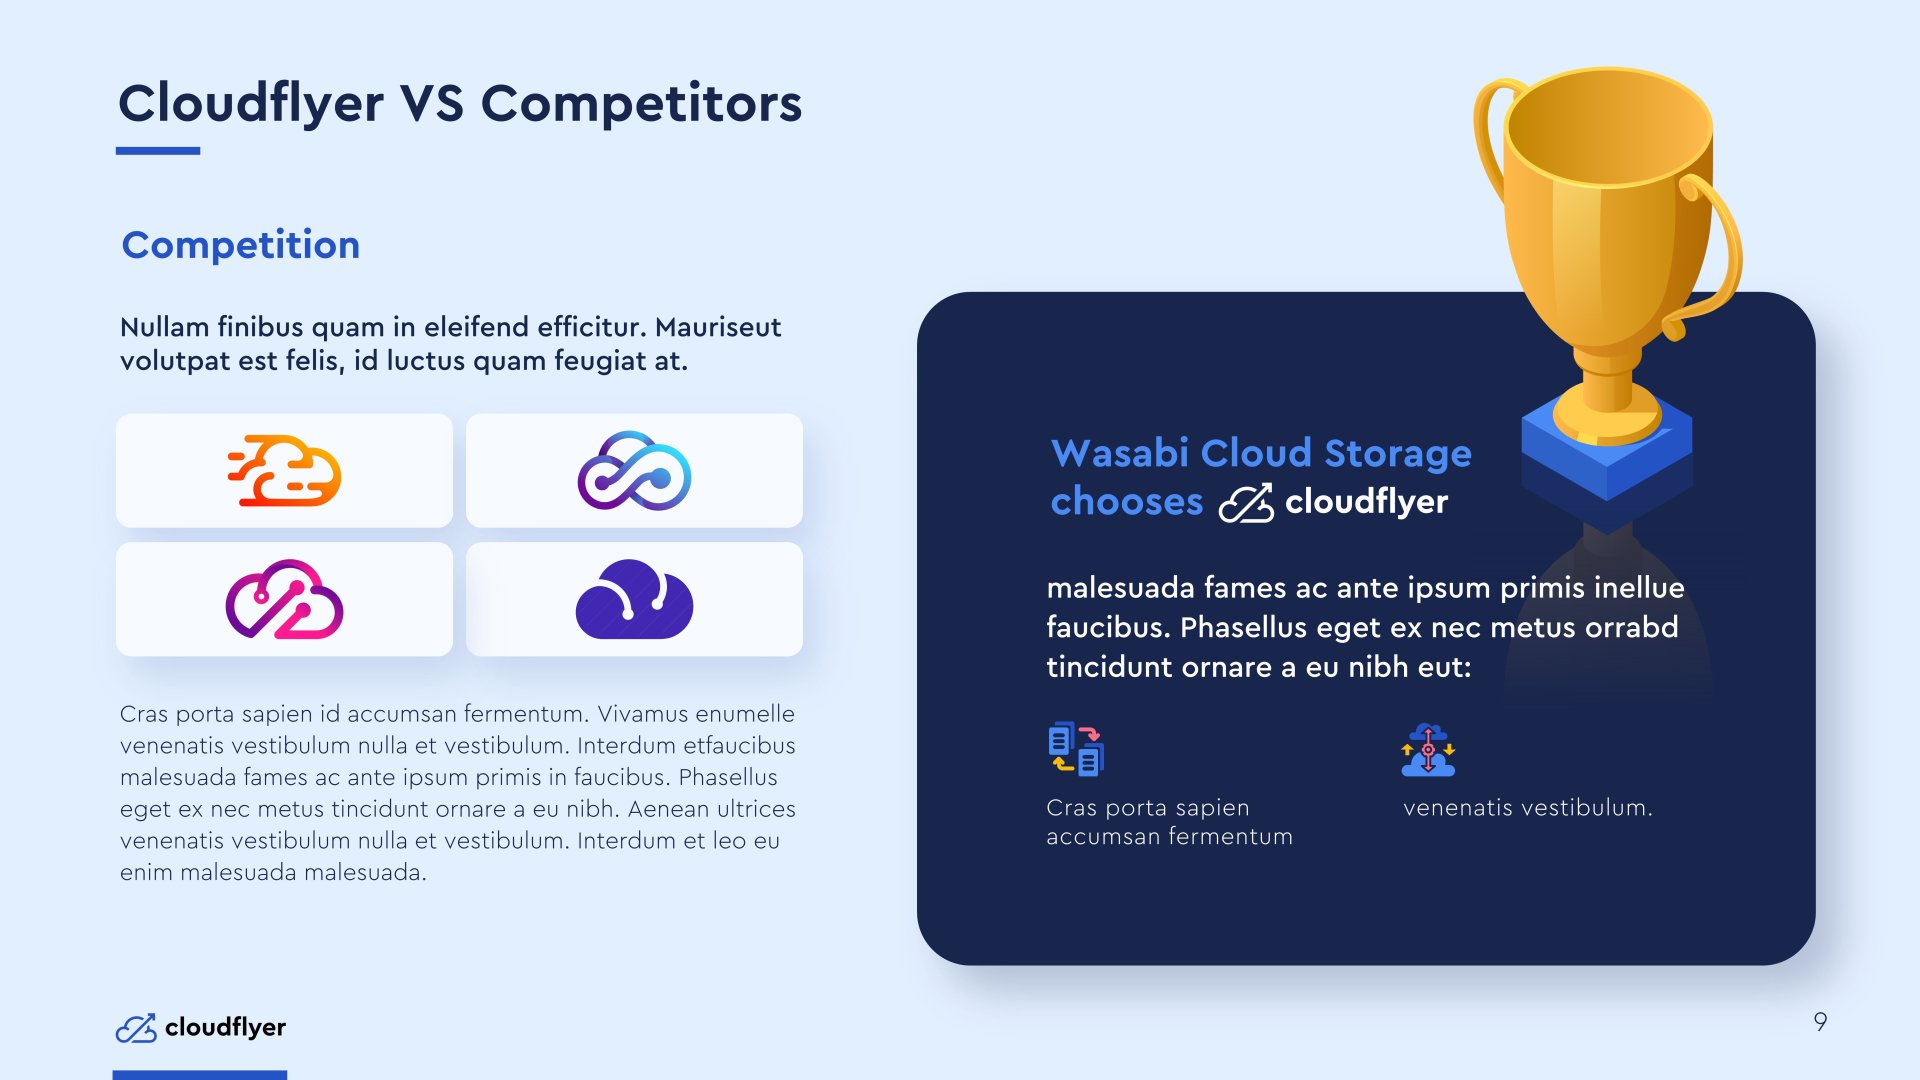 Cloudflyer VS Competitors
Competition
Nullam finibus quam in eleifend efficitur. Mauriseut
volutpat est felis, id luctus quam feugiat at.
Cras porta sapien id accumsan fermentum. Vivamus enumelle
venenatis vestibulum nulla et vestibulum. Interdum etfaucibus
malesuada fames ac ante ipsum primis in faucibus. Phasellus
eget ex nec metus tincidunt ornare a eu nibh. Aenean ultrices
venenatis vestibulum nulla et vestibulum. Interdum et leo eu
enim malesuada malesuada.
Wasabi Cloud Storage
chooses cloudflyer
malesuada fames ac ante ipsum primis inellue
faucibus. Phasellus eget ex nec metus orrabd
tincidunt ornare a eu nibh eut:
Cras porta sapien
accumsan fermentum
venenatis vestibulum.
cloudflyer
9